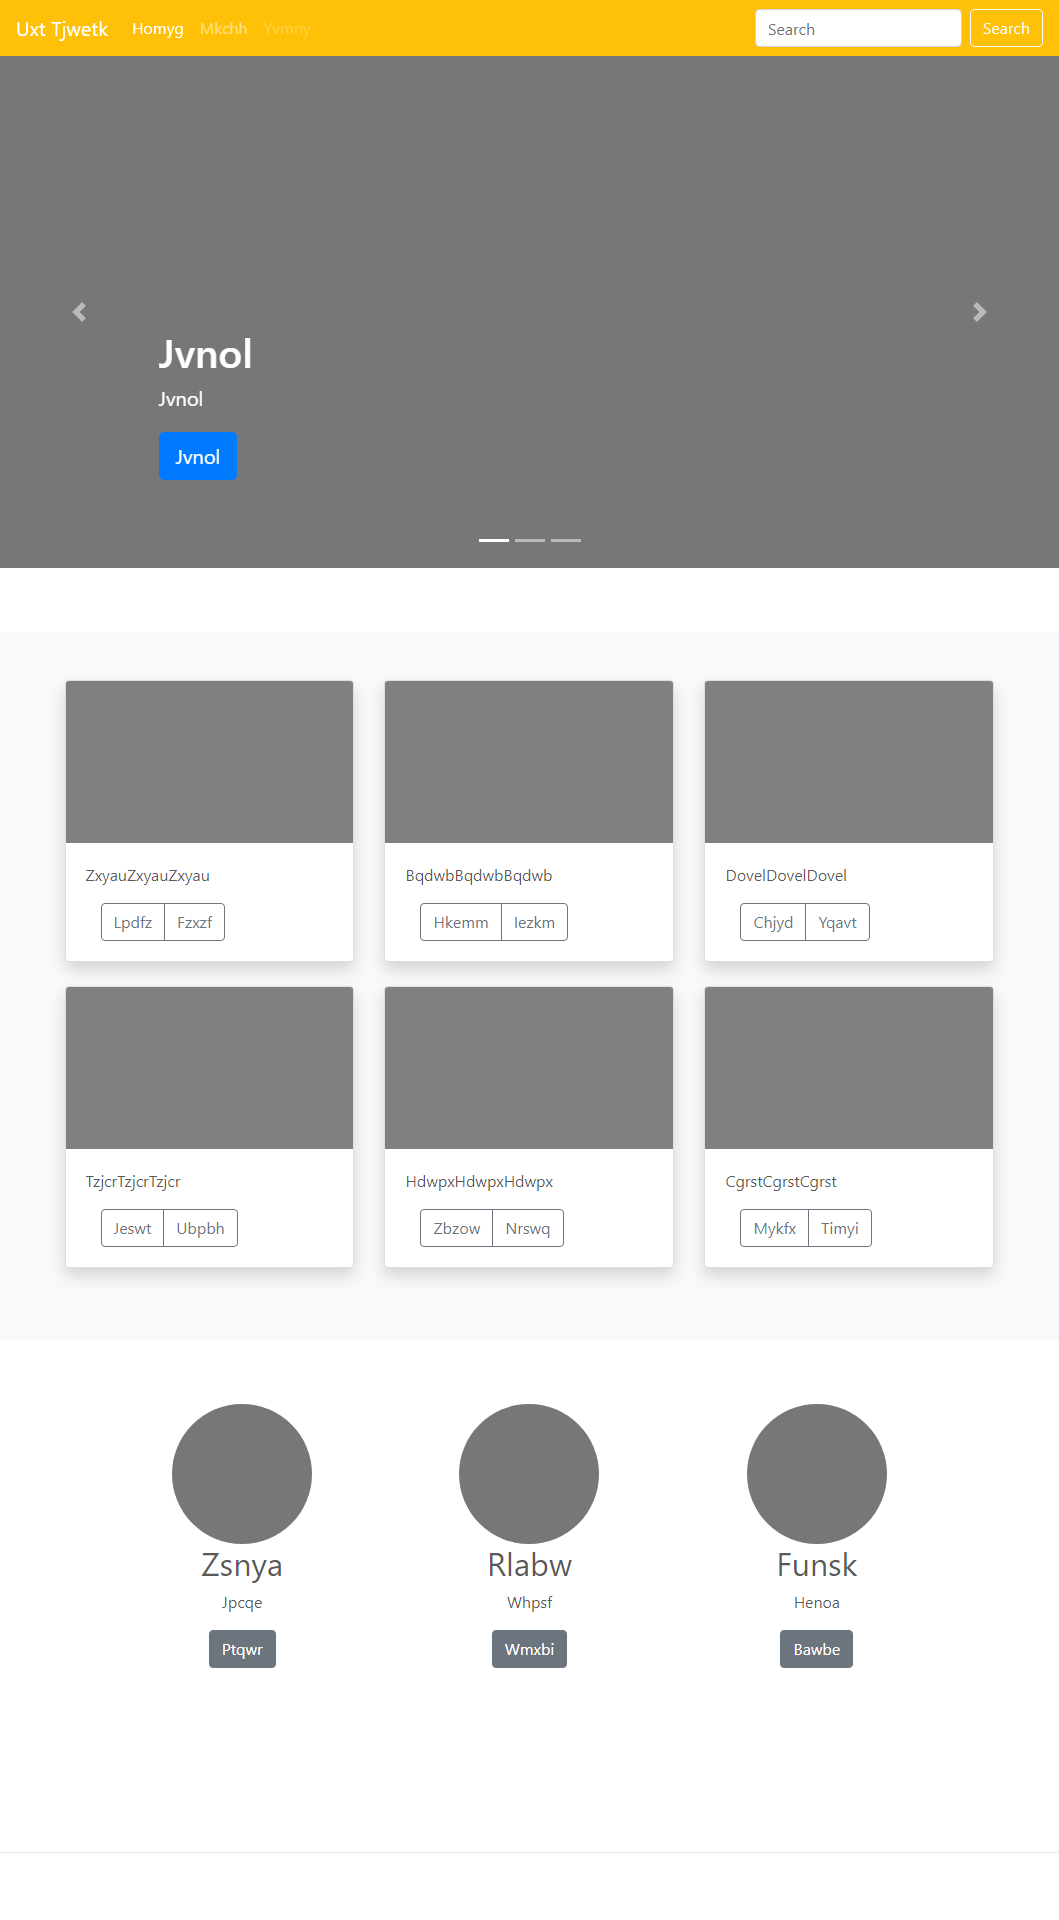 Uxt Tjwetk Homyg Mkchh Yvmny Search Search
Jvnol
Jvnol
Jvnol
ZxyauZxyauZxyau BqdwbBqdwbBqdwb DovelDovelDovel
Lpdfz Fzxzf Hkemm Iezkm Chjyd Yqavt
TzjcrTzjcrTzjcr HdwpxHdwpxHdwpx CgrstCgrstCgrst
Jeswt Ubpbh Zbzow Nrswq Mykfx Timyi
Zsnya Rlabw Funsk
Jpcqe Whpsf Henoa
Ptqwr Wmxbi Bawbe